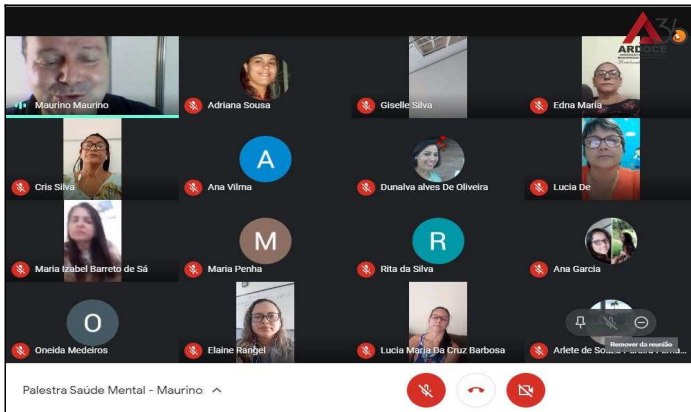 A36
ARDOCE
Maurino Maurino
Adriana Sousa
Giselle Silva
Edna Maria
Cris Silva
A
Ana Vilma
Dunalva alves De Oliveira
Lucia De
Maria Izabel Barreto de Sá
M
Maria Penha
R
Rita da Silva
Ana Garcia
O
Oneida Medeiros
Elaine Rangel
Lucia Maria Da Cruz Barbosa
Remover da reunião
Arlete de
Palestra Saúde Mental - Maurino